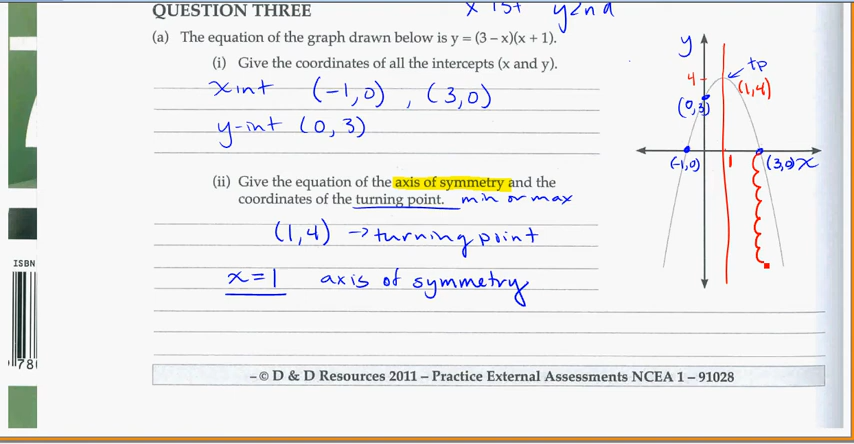 QUESTION THREE
x 1st y 2nd
(a) The equation of the graph drawn below is y = (3 – x)(x + 1).
(i) Give the coordinates of all the intercepts (x and y).
x int (-1,0) , (3,0)
y-int (0, 3)
(ii) Give the equation of the axis of symmetry and the
coordinates of the turning point. min or max
(1,4) → turning point
x = 1 axis of symmetry
y
tp
4
(1,4)
(0,3)
(-1,0)
1
(3,0) x
ISBN
978
– © D & D Resources 2011 – Practice External Assessments NCEA 1 – 91028